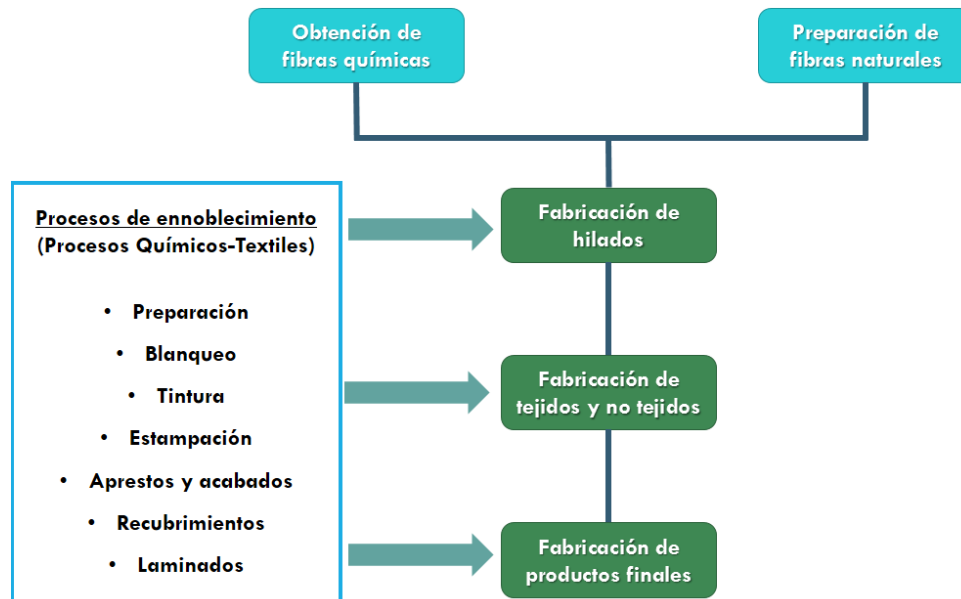 Obtención de
fibras químicas
Preparación de
fibras naturales
Procesos de ennoblecimiento
(Procesos Químicos-Textiles)
• Preparación
• Blanqueo
• Tintura
• Estampación
• Aprestos y acabados
• Recubrimientos
• Laminados
Fabricación de
hilados
Fabricación de
tejidos y no tejidos
Fabricación de
productos finales